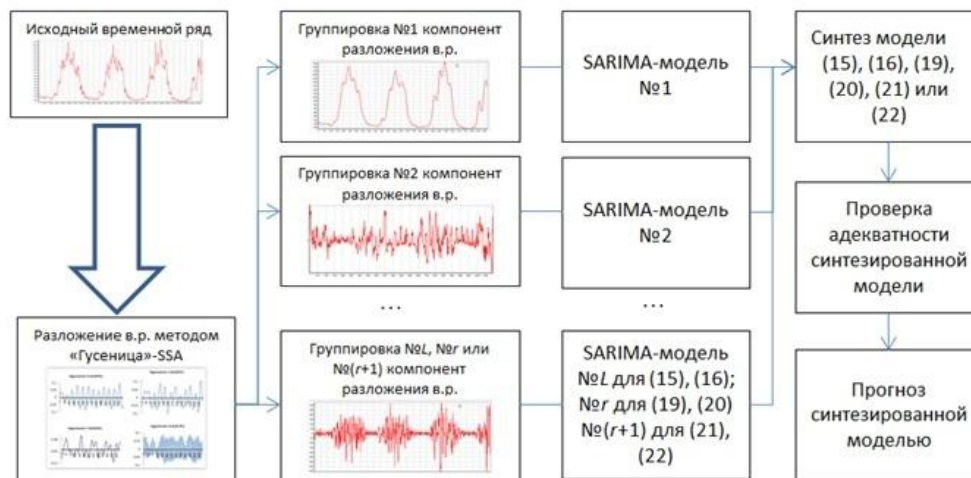 Исходный временной ряд
Разложение в.р. методом
«Гусеница»-SSA
Группировка №1 компонент
разложения в.р.
Группировка №2 компонент
разложения в.р.
...
Группировка №L, №r или
№(r+1) компонент
разложения в.р.
SARIMA-модель
№1
SARIMA-модель
№2
...
SARIMA-модель
№L для (15), (16);
№r для (19), (20)
№(r+1) для (21),
(22)
Синтез модели
(15), (16), (19),
(20), (21) или
(22)
Проверка
адекватности
синтезированной
модели
Прогноз
синтезированной
моделью